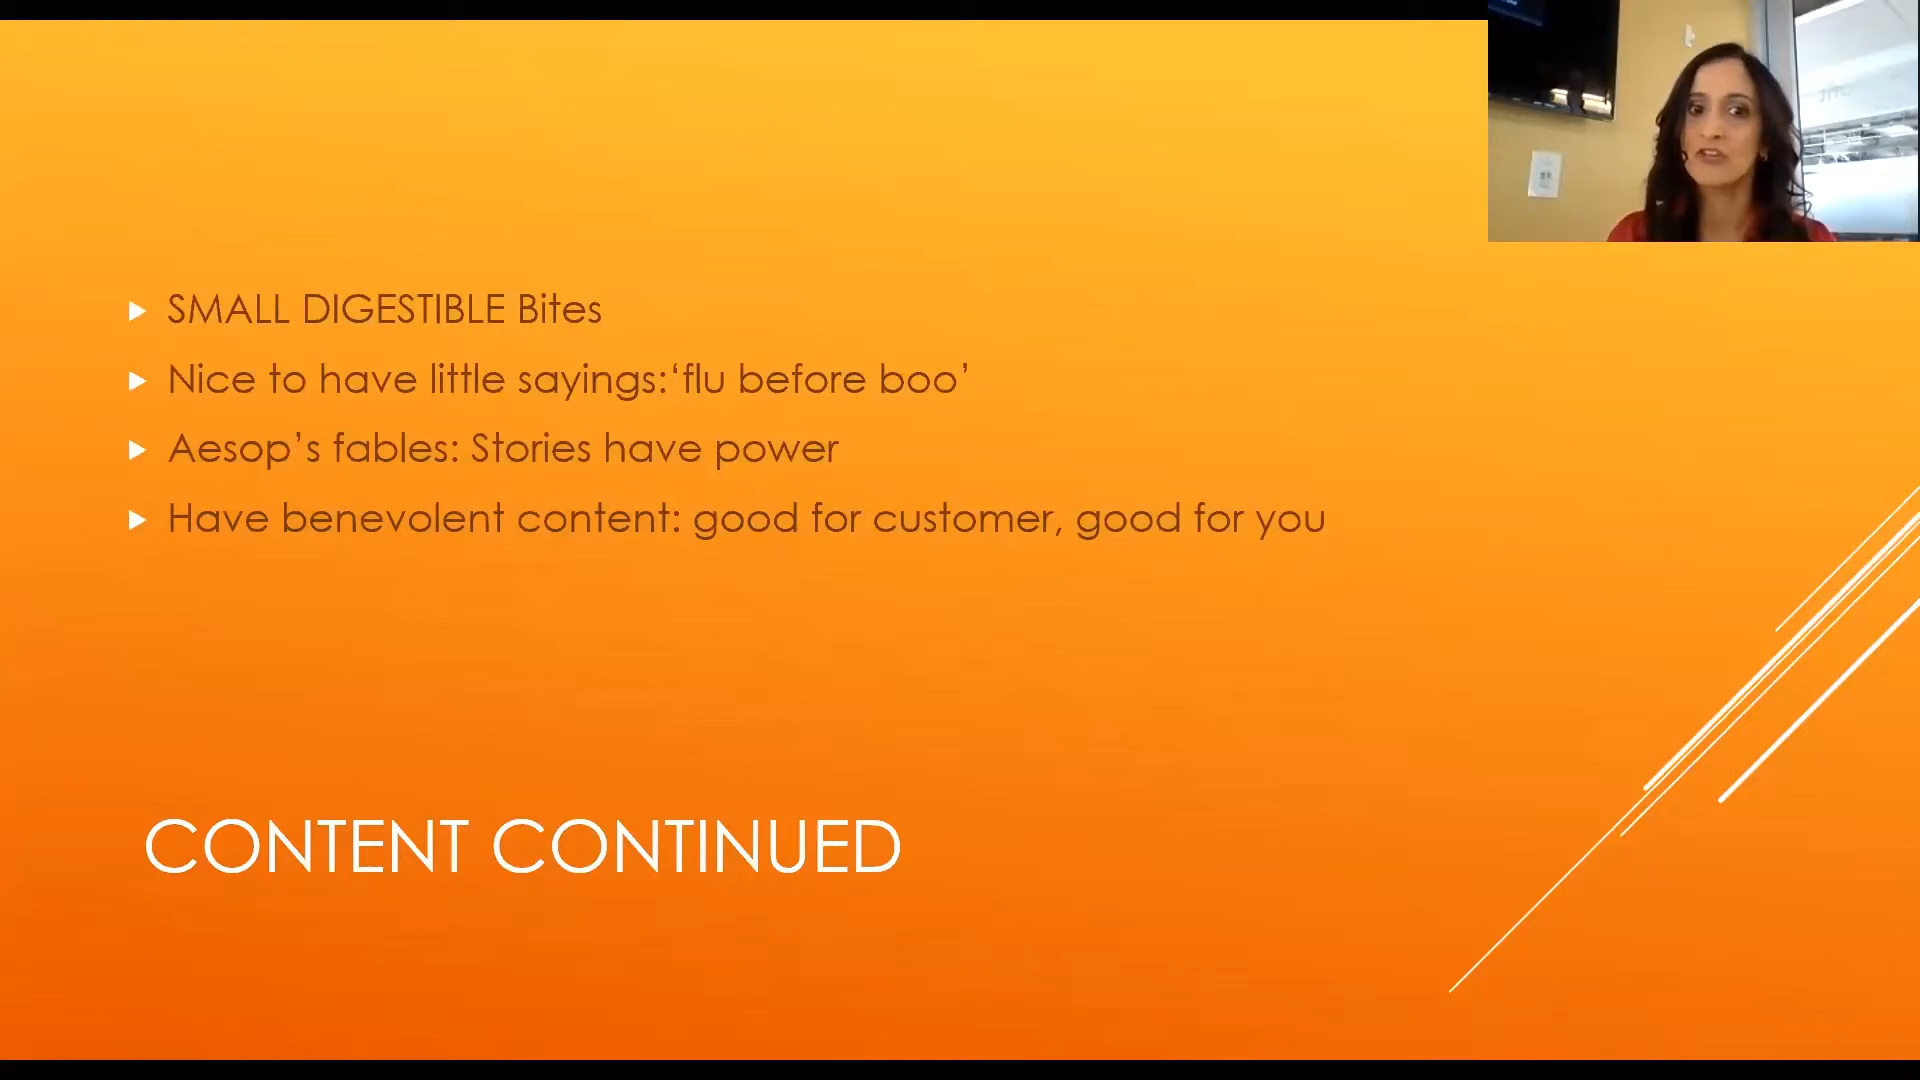 SMALL DIGESTIBLE Bites
Nice to have little sayings:‘flu before boo’
Aesop’s fables: Stories have power
Have benevolent content: good for customer, good for you
CONTENT CONTINUED